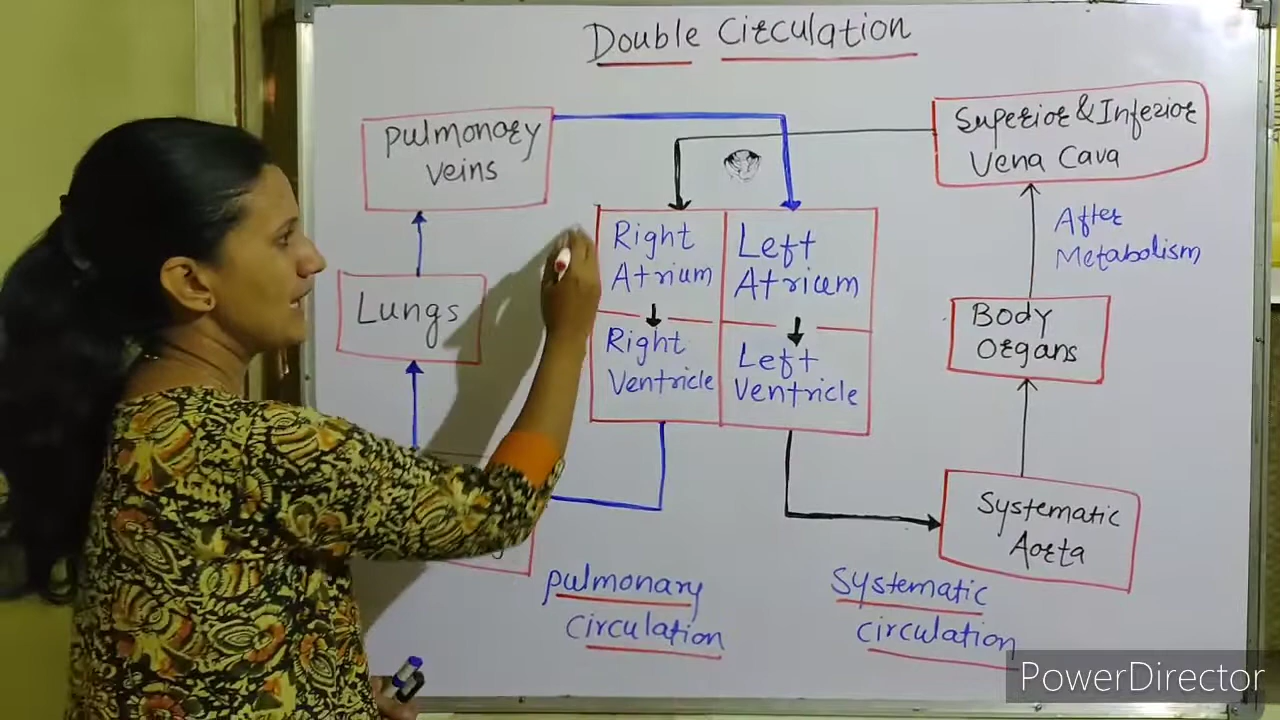 Double Circulation
Pulmonary
Veins
Superior & Inferior
Vena Cava
After
Metabolism
Right
Atrium
Left
Atrium
Lungs
Body
Organs
Right
Ventricle
Left
Ventricle
Systematic
Aorta
Pulmonary
circulation
Systematic
circulation
PowerDirector